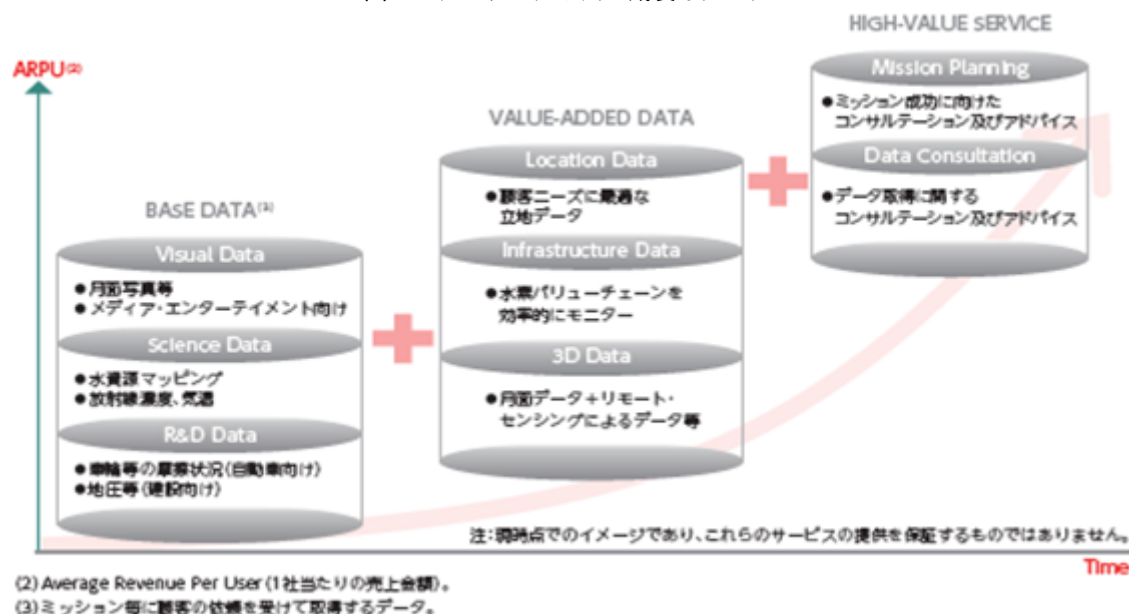 HIGH-VALUE SERVICE
ARPU(2)
Mission Planning
●ミッション成功に向けた
コンサルテーション及びアドバイス
VALUE-ADDED DATA
Location Data
Data Consultation
●顧客ニーズに最適な
立地データ
●データ取得に関する
コンサルテーション及びアドバイス
BASE DATA(3)
Visual Data
Infrastructure Data
●月面写真等
●メディア・エンターテイメント向け
●水素バリューチェーンを
効率的にモニター
Science Data
3D Data
●水資源マッピング
●放射線濃度、気温
●月面データ+リモート・
センシングによるデータ等
R&D Data
●車輪等の摩擦状況(自動車向け)
●地圧等(建設向け)
注:現時点でのイメージであり、これらのサービスの提供を保証するものではありません。
Time
(2) Average Revenue Per User(1社当たりの売上金額)。
(3)ミッション毎に顧客の依頼を受けて取得するデータ。